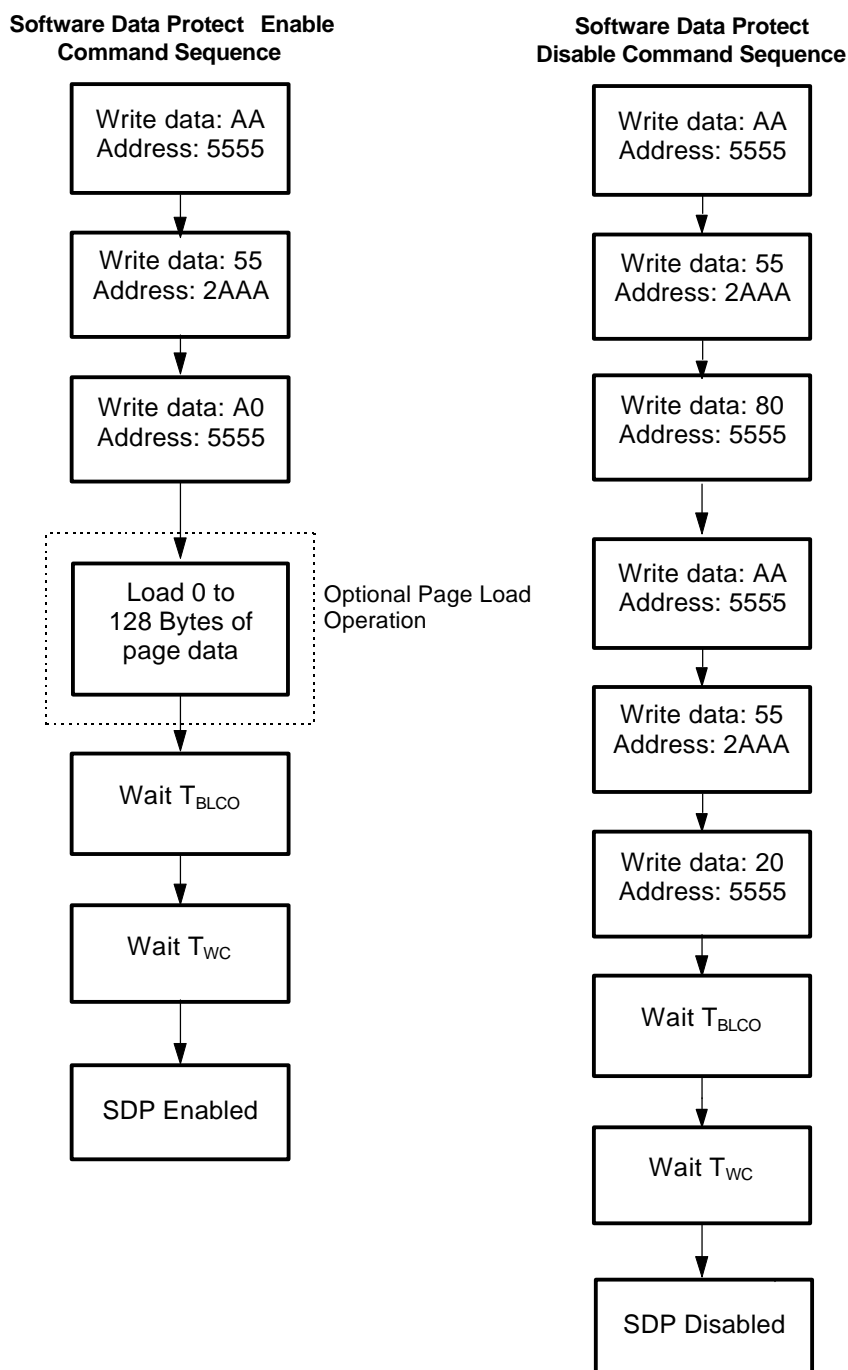 Software Data Protect Enable
Command Sequence
Write data: AA
Address: 5555
Write data: 55
Address: 2AAA
Write data: A0
Address: 5555
Load 0 to
128 Bytes of
page data
Optional Page Load
Operation
Wait TBLCO
Wait TWC
SDP Enabled
Software Data Protect
Disable Command Sequence
Write data: AA
Address: 5555
Write data: 55
Address: 2AAA
Write data: 80
Address: 5555
Write data: AA
Address: 5555
Write data: 55
Address: 2AAA
Write data: 20
Address: 5555
Wait TBLCO
Wait TWC
SDP Disabled